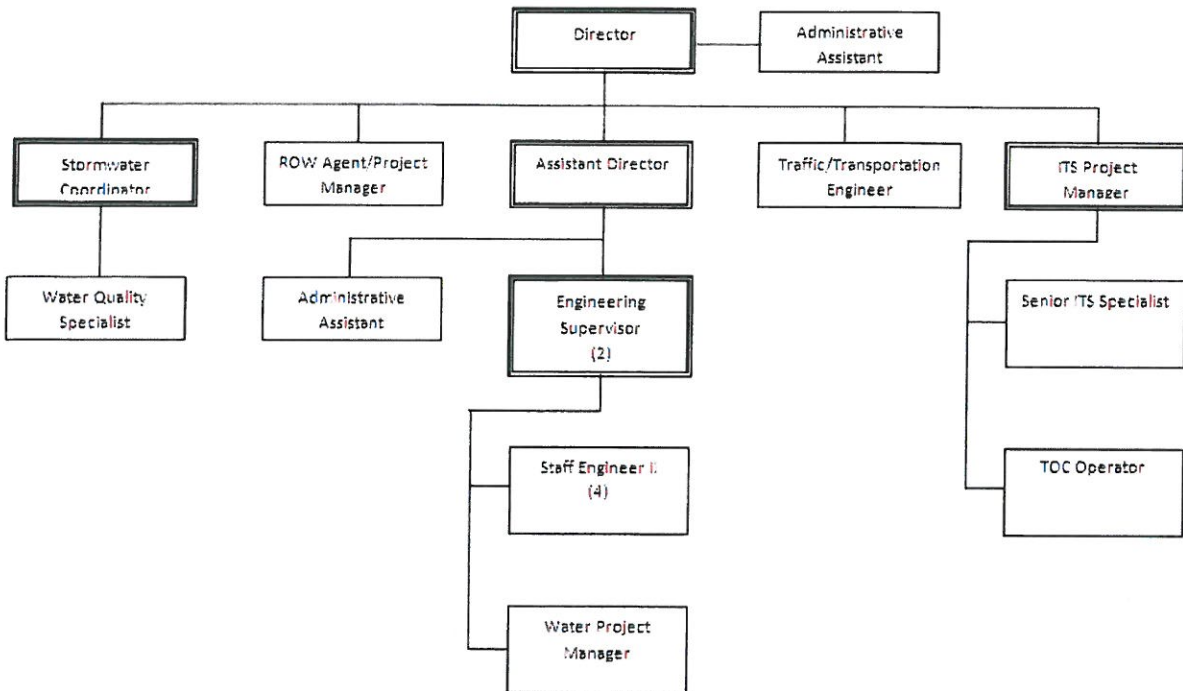 Director
Administrative
Assistant
Stormwater
Coordinator
ROW Agent/Project
Manager
Assistant Director
Traffic/Transportation
Engineer
ITS Project
Manager
Water Quality
Specialist
Administrative
Assistant
Engineering
Supervisor
(2)
Senior ITS Specialist
Staff Engineer II
(4)
TOC Operator
Water Project
Manager